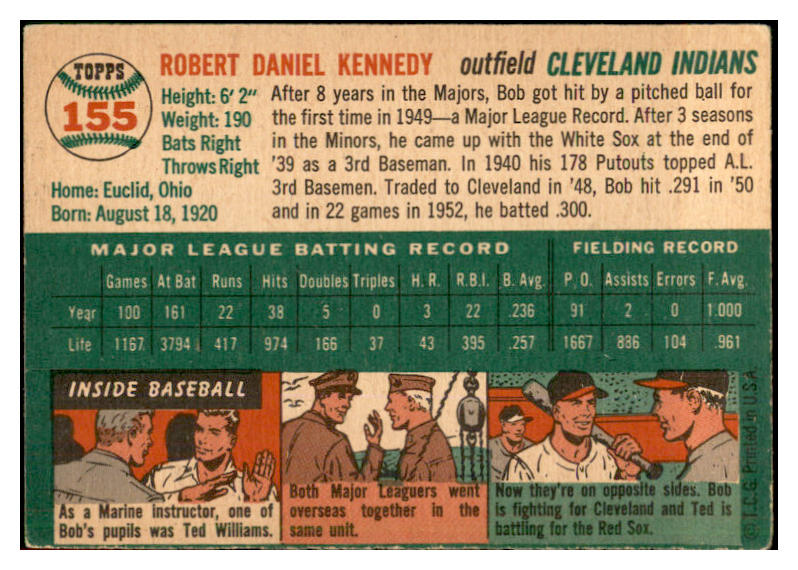 TOPPS
155
ROBERT DANIEL KENNEDY outfield CLEVELAND INDIANS
Height: 6' 2"
Weight: 190
Bats Right
Throws Right
Home: Euclid, Ohio
Born: August 18, 1920
After 8 years in the Majors, Bob got hit by a pitched ball for
the first time in 1949—a Major League Record. After 3 seasons
in the Minors, he came up with the White Sox at the end of
'39 as a 3rd Baseman. In 1940 his 178 Putouts topped A.L.
3rd Basemen. Traded to Cleveland in '48, Bob hit .291 in '50
and in 22 games in 1952, he batted .300.
MAJOR LEAGUE BATTING RECORD FIELDING RECORD
Games At Bat Runs Hits Doubles Triples H. R. R.B.I. B. Avg. P. O. Assists Errors F. Avg.
Year 100 161 22 38 5 0 3 22 .236 91 2 0 1.000
Life 1167 3794 417 974 166 37 43 395 .257 1667 886 104 .961
INSIDE BASEBALL
As a Marine instructor, one of
Bob's pupils was Ted Williams.
Both Major Leaguers went
overseas together in the
same unit.
Now they're on opposite sides. Bob
is fighting for Cleveland and Ted is
battling for the Red Sox.
© T.C.G. Printed in U.S.A.